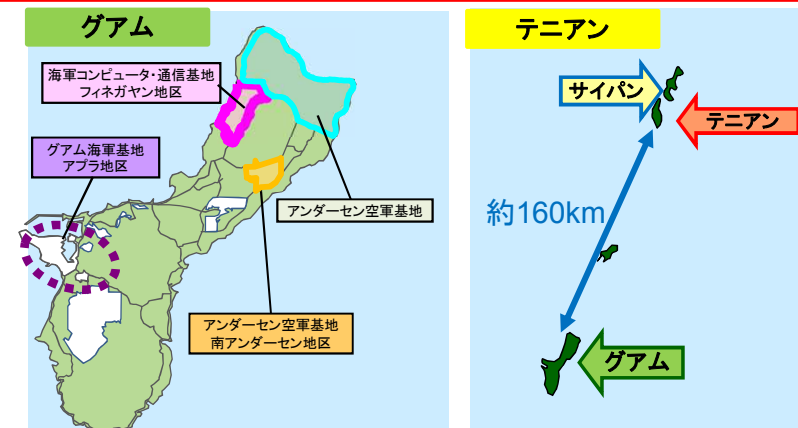 グアム
海軍コンピュータ・通信基地
フィネガヤン地区
グアム海軍基地
アプラ地区
アンダーセン空軍基地
アンダーセン空軍基地
南アンダーセン地区
テニアン
サイパン
テニアン
約160km
グアム